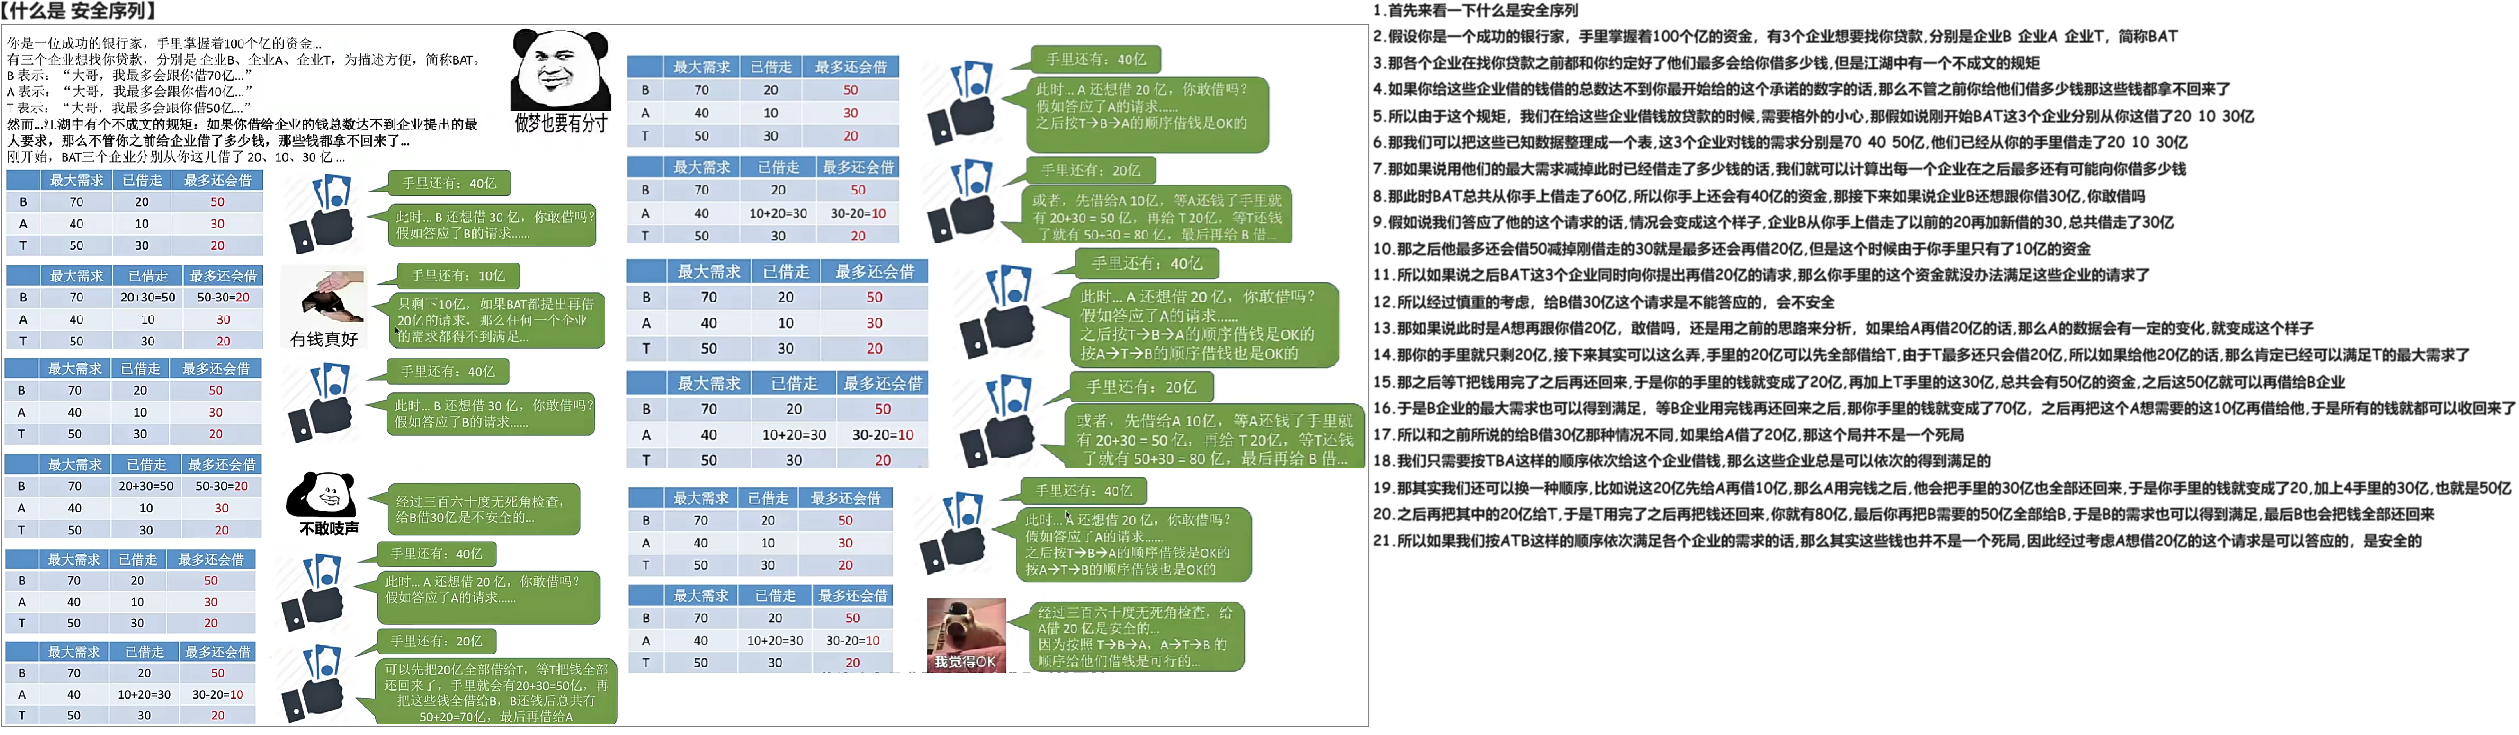 【什么是 安全序列】
你是一位成功的银行家，手里掌握着100个亿的资金...
有三个企业想找你贷款，分别是 企业B、企业A、企业T，为描述方便，简称BAT。
B 表示：“大哥，我最多会跟你借70亿...”
A 表示：“大哥，我最多会跟你借40亿...”
T 表示：“大哥，我最多会跟你借50亿...”
然而...江湖中有个不成文的规矩：如果你借给企业的钱总数达不到企业提出的最
大要求，那么不管你之前给企业借了多少钱，那些钱都拿不回来了...
刚开始，BAT三个企业分别从你这儿借了 20、10、30 亿 ...
做梦也要有分寸
最大需求 已借走 最多还会借
B 70 20 50
A 40 10 30
T 50 30 20
手里还有：40亿
此时... B 还想借 30 亿，你敢借吗？
假如答应了B的请求......
最大需求 已借走 最多还会借
B 70 20+30=50 50-30=20
A 40 10 30
T 50 30 20
有钱真好
手里还有：10亿
只剩下10亿，如果BAT都提出再借
20亿的请求，那么任何一个企业
的需求都得不到满足...
最大需求 已借走 最多还会借
B 70 20 50
A 40 10 30
T 50 30 20
手里还有：40亿
此时... B 还想借 30 亿，你敢借吗？
假如答应了B的请求......
最大需求 已借走 最多还会借
B 70 20+30=50 50-30=20
A 40 10 30
T 50 30 20
不敢吱声
经过三百六十度无死角检查，
给B借30亿是不安全的...
最大需求 已借走 最多还会借
B 70 20 50
A 40 10 30
T 50 30 20
手里还有：40亿
此时... A 还想借 20 亿，你敢借吗？
假如答应了A的请求......
最大需求 已借走 最多还会借
B 70 20 50
A 40 10+20=30 30-20=10
T 50 30 20
手里还有：20亿
可以先把20亿全部借给T，等T把钱全部
还回来了，手里就会有20+30=50亿，再
把这些钱全借给B，B还钱后总共有
50+20=70亿，最后再借给A
最大需求 已借走 最多还会借
B 70 20 50
A 40 10 30
T 50 30 20
手里还有：40亿
此时... A 还想借 20 亿，你敢借吗？
假如答应了A的请求......
之后按T→B→A的顺序借钱是OK的
最大需求 已借走 最多还会借
B 70 20 50
A 40 10+20=30 30-20=10
T 50 30 20
手里还有：20亿
或者，先借给A 10亿，等A还钱了手里就
有 20+30 = 50 亿，再给 T 20亿，等T还钱
了就有 50+30 = 80 亿，最后再给 B 借...
最大需求 已借走 最多还会借
B 70 20 50
A 40 10 30
T 50 30 20
手里还有：40亿
此时... A 还想借 20 亿，你敢借吗？
假如答应了A的请求......
之后按T→B→A的顺序借钱是OK的
按A→T→B的顺序借钱也是OK的
最大需求 已借走 最多还会借
B 70 20 50
A 40 10+20=30 30-20=10
T 50 30 20
手里还有：20亿
或者，先借给A 10亿，等A还钱了手里就
有 20+30 = 50 亿，再给 T 20亿，等T还钱
了就有 50+30 = 80 亿，最后再给 B 借...
最大需求 已借走 最多还会借
B 70 20 50
A 40 10 30
T 50 30 20
手里还有：40亿
此时... A 还想借 20 亿，你敢借吗？
假如答应了A的请求......
之后按T→B→A的顺序借钱是OK的
按A→T→B的顺序借钱也是OK的
最大需求 已借走 最多还会借
B 70 20 50
A 40 10+20=30 30-20=10
T 50 30 20
我觉得OK
经过三百六十度无死角检查，给
A借 20 亿是安全的...
因为按照 T→B→A，A→T→B 的
顺序给他们借钱是可行的...
1.首先来看一下什么是安全序列
2.假设你是一个成功的银行家，手里掌握着100个亿的资金，有3个企业想要找你贷款,分别是企业B 企业A 企业T，简称BAT
3.那各个企业在找你贷款之前都和你约定好了他们最多会给你借多少钱,但是江湖中有一个不成文的规矩
4.如果你给这些企业借的钱借的总数达不到你最开始给的这个承诺的数字的话,那么不管之前你给他们借多少钱那这些钱都拿不回来了
5.所以由于这个规矩，我们在给这些企业借钱放贷款的时候,需要格外的小心,那假如说刚开始BAT这3个企业分别从你这借了20 10 30亿
6.那我们可以把这些已知数据整理成一个表,这3个企业对钱的需求分别是70 40 50亿,他们已经从你的手里借走了20 10 30亿
7.那如果说用他们的最大需求减掉此时已经借走了多少钱的话,我们就可以计算出每一个企业在之后最多还有可能向你借多少钱
8.那此时BAT总共从你手上借走了60亿,所以你手上还会有40亿的资金，那接下来如果说企业B还想跟你借30亿,你敢借吗
9.假如说我们答应了他的这个请求的话,情况会变成这个样子,企业B从你手上借走了以前的20再加新借的30,总共借走了30亿
10.那之后他最多还会借50减掉刚借走的30就是最多还会再借20亿,但是这个时候由于你手里只有了10亿的资金
11.所以如果说之后BAT这3个企业同时向你提出再借20亿的请求,那么你手里的这个资金就没办法满足这些企业的请求了
12.所以经过慎重的考虑，给B借30亿这个请求是不能答应的，会不安全
13.那如果说此时是A想再跟你借20亿，敢借吗，还是用之前的思路来分析，如果给A再借20亿的话,那么A的数据会有一定的变化,就变成这个样子
14.那你的手里就只剩20亿,接下来其实可以这么弄,手里的20亿可以先全部借给T,由于T最多还只会借20亿,所以如果给他20亿的话,那么肯定已经可以满足T的最大需求了
15.那之后等T把钱用完了之后再还回来,于是你的手里的钱就变成了20亿,再加上T手里的这30亿,总共会有50亿的资金,之后这50亿就可以再借给B企业
16.于是B企业的最大需求也可以得到满足，等B企业用完钱再还回来之后,那你手里的钱就变成了70亿，之后再把这个A想需要的这10亿再借给他,于是所有的钱就都可以收回来了
17.所以和之前所说的给B借30亿那种情况不同,如果给A借了20亿,那这个局并不是一个死局
18.我们只需要按TBA这样的顺序依次给这个企业借钱,那么这些企业总是可以依次的得到满足的
19.那其实我们还可以换一种顺序,比如说这20亿先给A再借10亿,那么A用完钱之后,他会把手里的30亿也全部还回来,于是你手里的钱就变成了20,加上4手里的30亿,也就是50亿
20.之后再把其中的20亿给T,于是T用完了之后再把钱还回来,你就有80亿,最后你再把B需要的50亿全部给B,于是B的需求也可以得到满足,最后B也会把钱全部还回来
21.所以如果我们按ATB这样的顺序依次满足各个企业的需求的话,那么其实这些钱也并不是一个死局,因此经过考虑A想借20亿的这个请求是可以答应的，是安全的